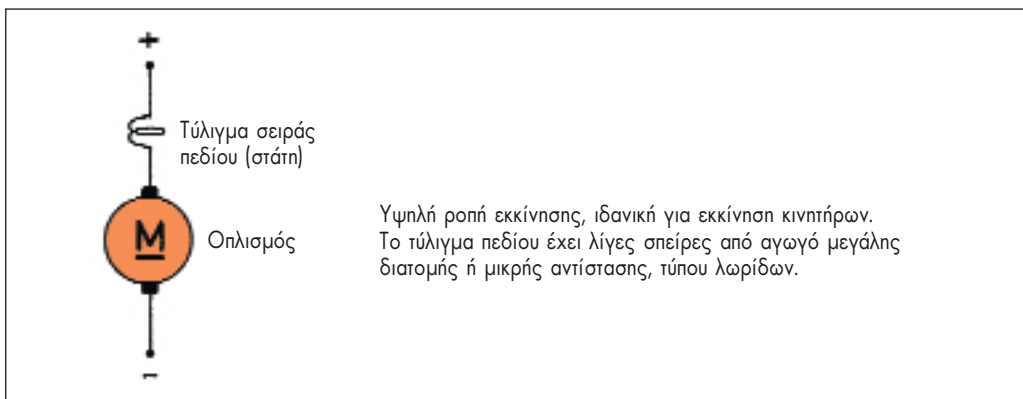 +
Τύλιγμα σειράς
πεδίου (στάτη)
M
Οπλισμός
Υψηλή ροπή εκκίνησης, ιδανική για εκκίνηση κινητήρων.
Το τύλιγμα πεδίου έχει λίγες σπείρες από αγωγό μεγάλης
διατομής ή μικρής αντίστασης, τύπου λωρίδων.
-